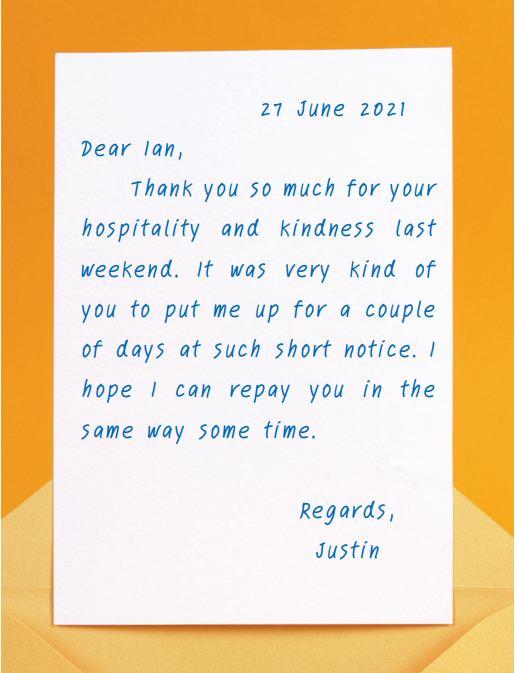 27 June 2021
Dear Ian,
Thank you so much for your
hospitality and kindness last
weekend. It was very kind of
you to put me up for a couple
of days at such short notice. I
hope I can repay you in the
same way some time.
Regards,
Justin